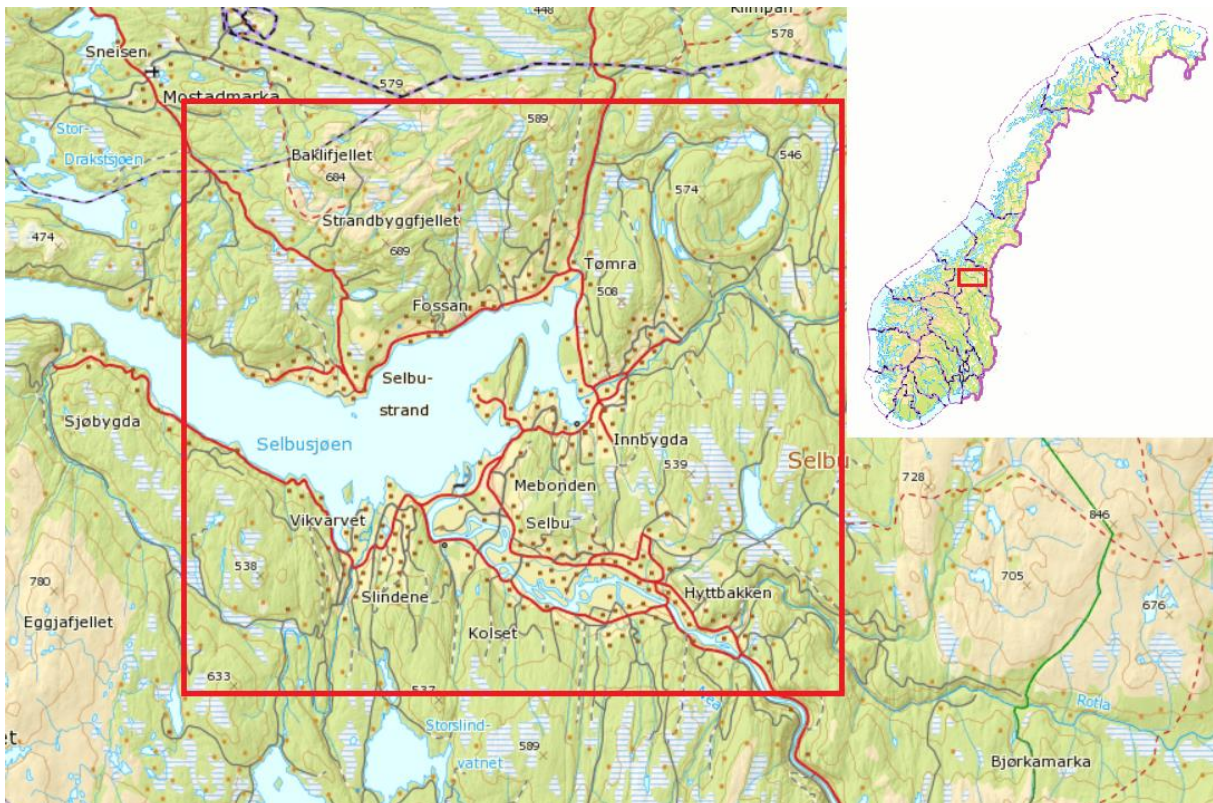 448
Sneisen
578
579
Mostadmarka
589
Stor-
Drakstsjøen
Baklifjellet
684
546
574
Strandbyggfjellet
474
689
Tømra
508
Fossan
Selbu-
strand
Sjøbygda
Selbusjøen
Innbygda
539
Selbu
728
Mebonden
Vikvarvet
Selbu
846
538
780
705
Slindene
Hyttbakken
676
Eggjafjellet
Kolset
633
537
Rotla
Storslind-
vatnet
589
et
Bjørkamarka